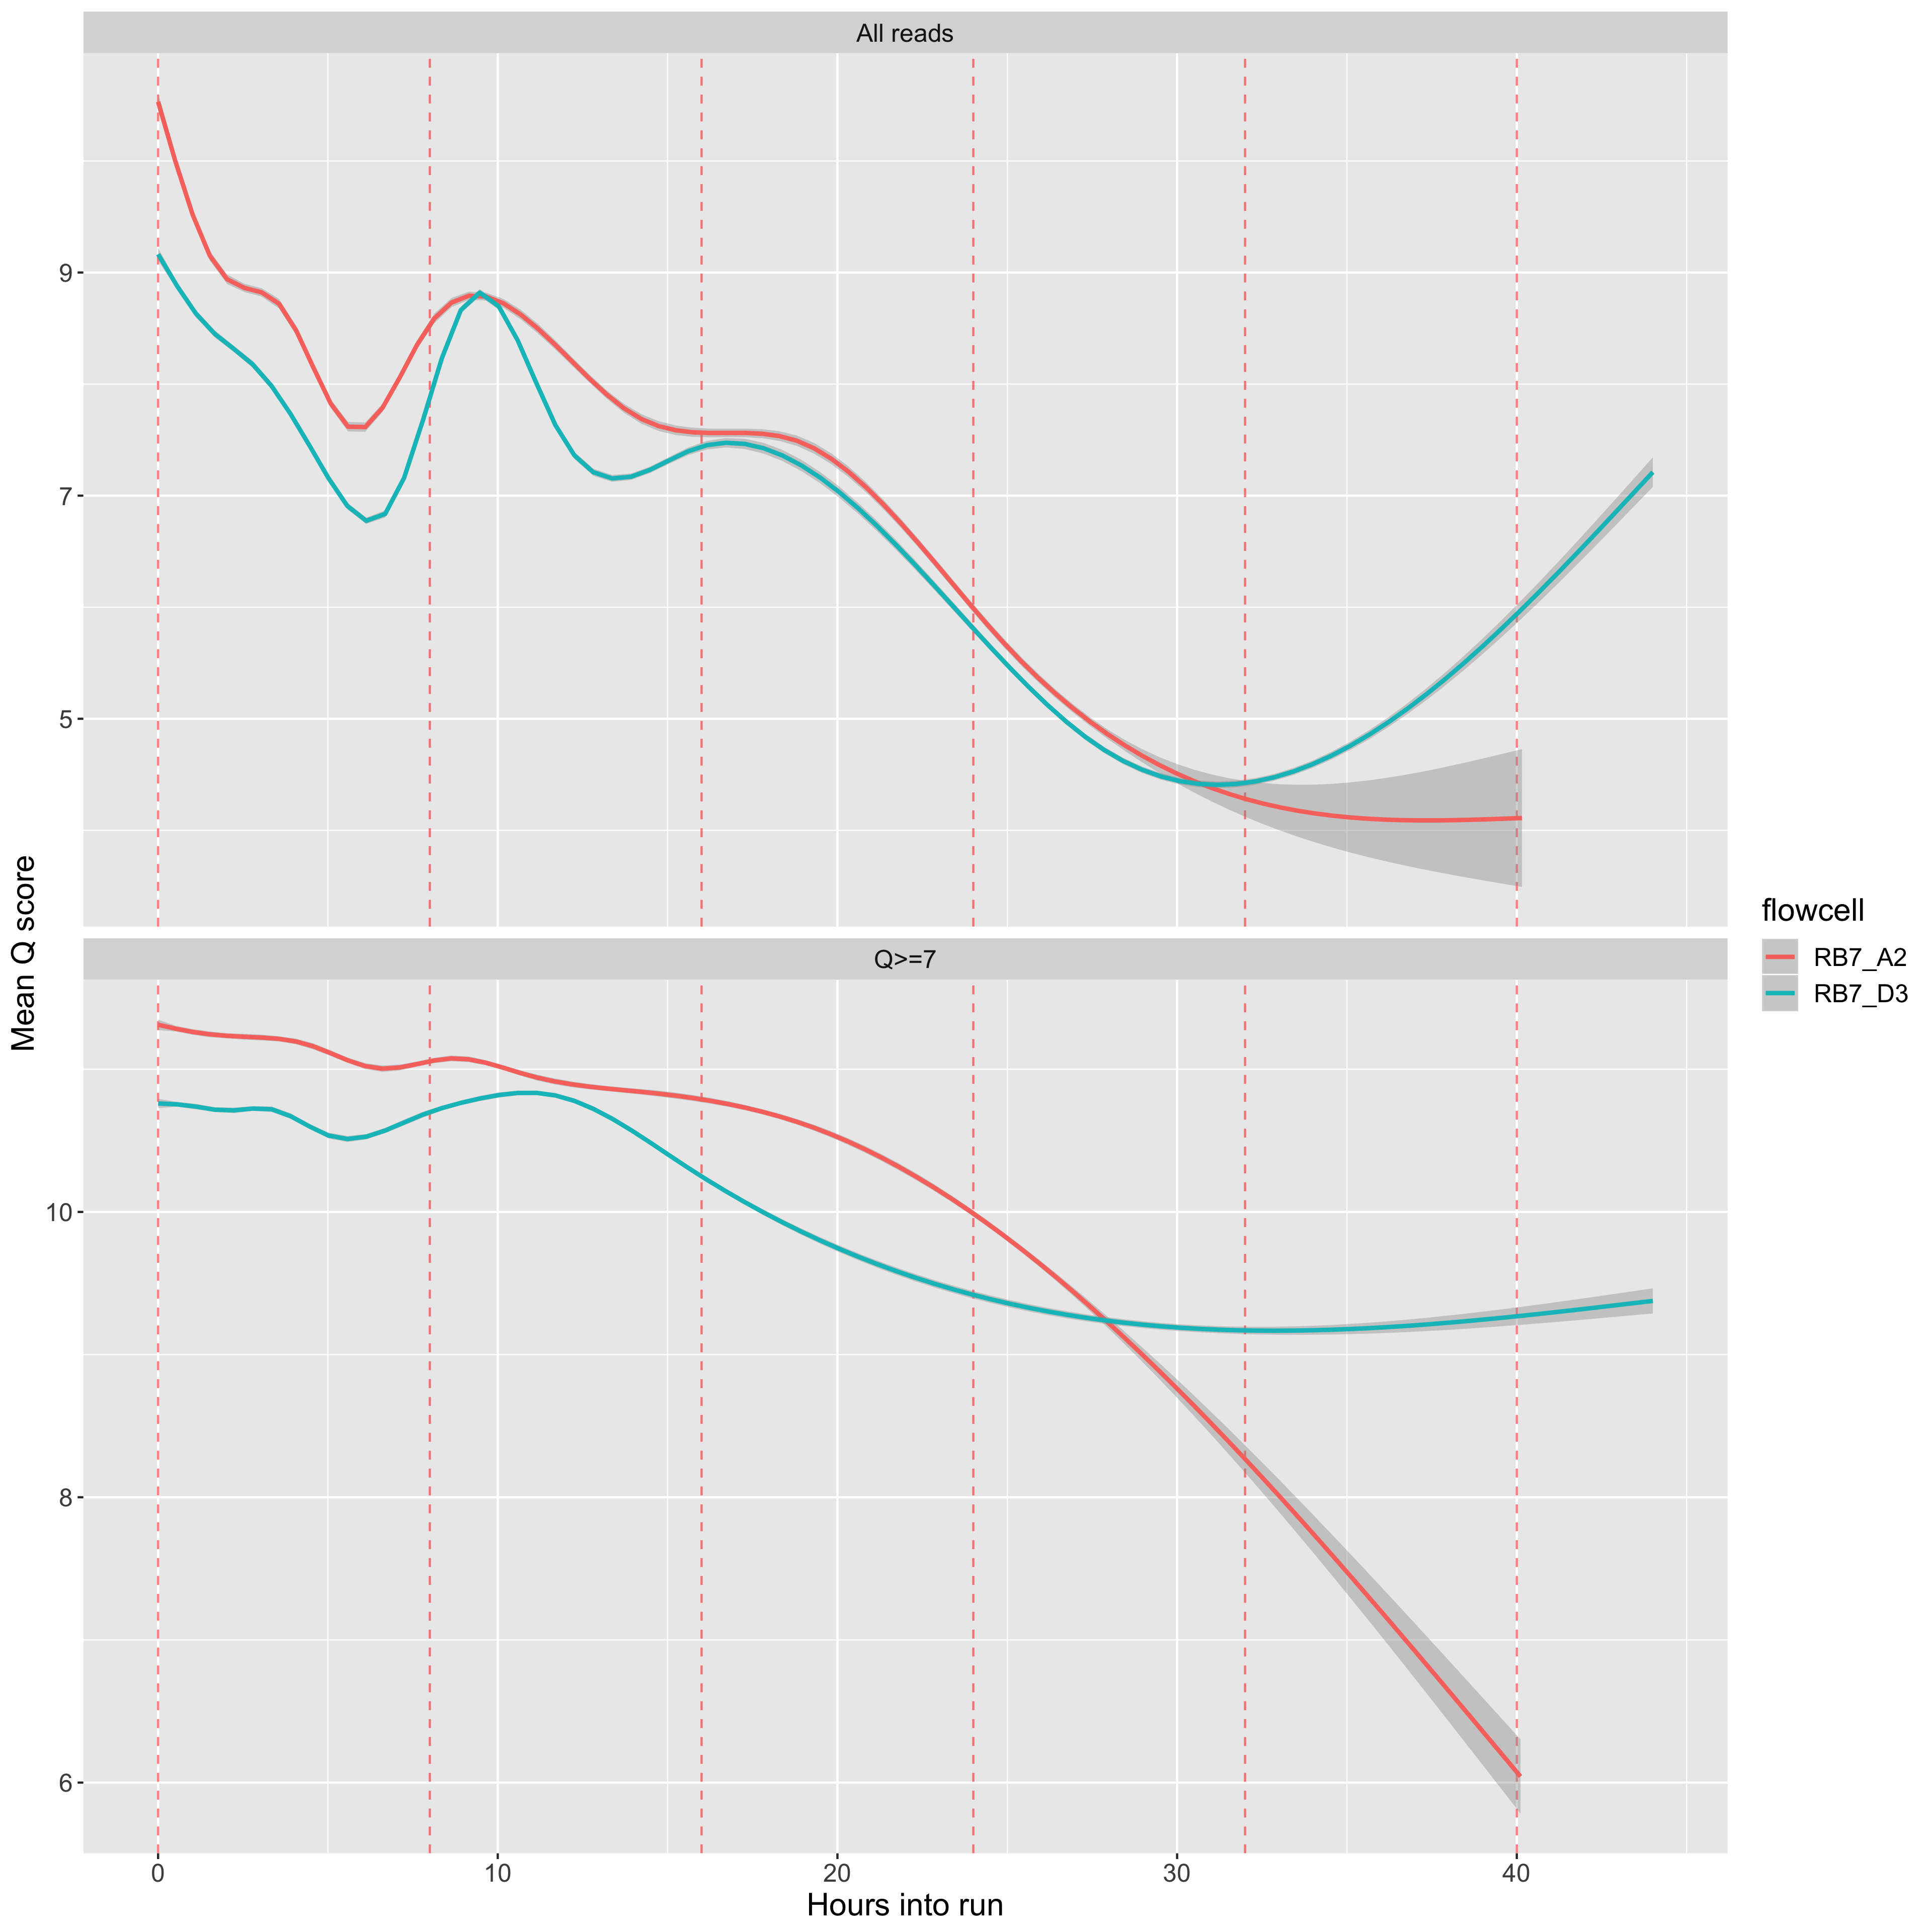 All reads
9
7
5
Mean Q score
Q>=7
10
8
6
0 10 20 30 40
Hours into run
flowcell
RB7_A2
RB7_D3